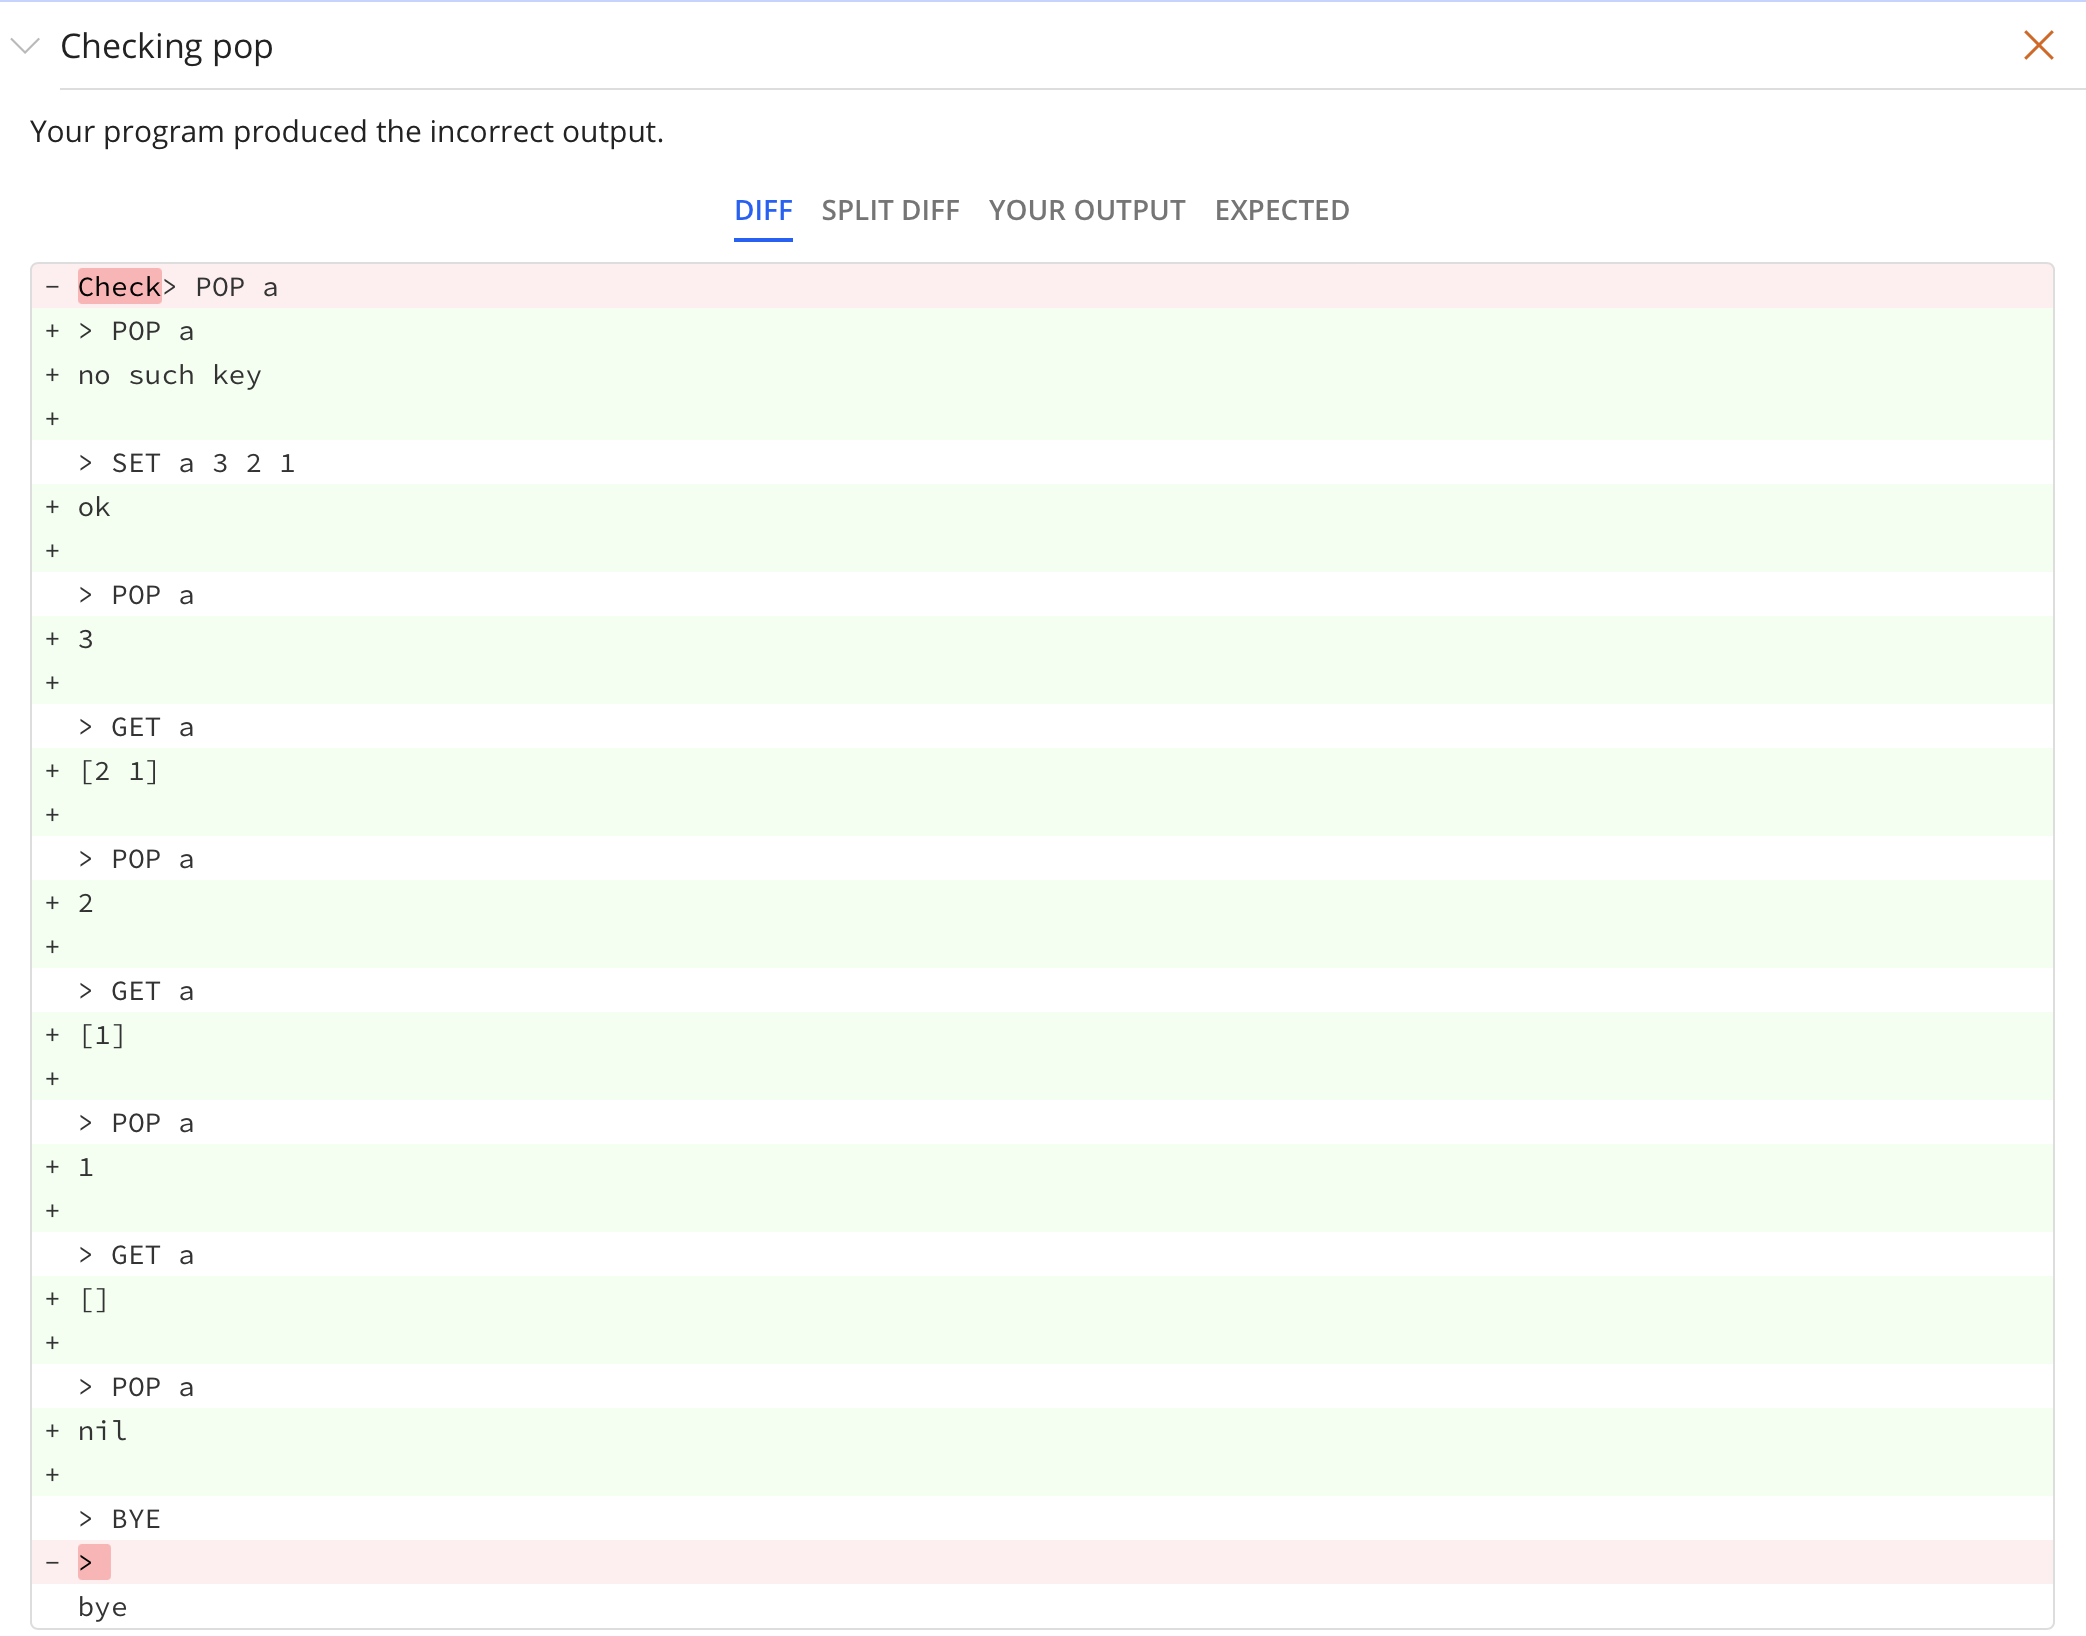 Checking pop
Your program produced the incorrect output.
DIFF SPLIT DIFF YOUR OUTPUT EXPECTED
- Check> POP a
+ > POP a
+ no such key
+
> SET a 3 2 1
+ ok
+
> POP a
+ 3
+
> GET a
+ [2 1]
+
> POP a
+ 2
+
> GET a
+ [1]
+
> POP a
+ 1
+
> GET a
+ []
+
> POP a
+ nil
+
> BYE
- >
bye